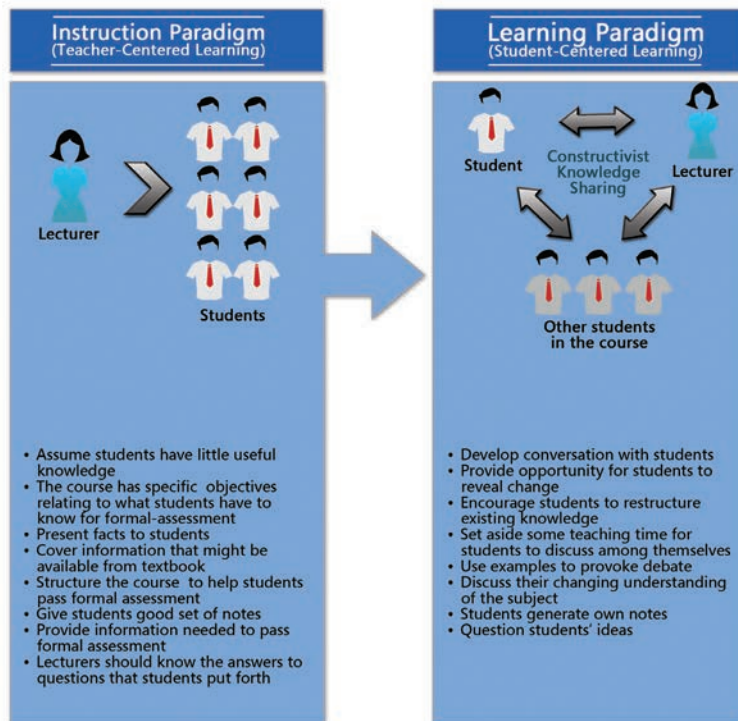 Instruction Paradigm
(Teacher-Centered Learning)
Lecturer
Students
• Assume students have little useful
knowledge
• The course has specific objectives
relating to what students have to
know for formal-assessment
• Present facts to students
• Cover information that might be
available from textbook
• Structure the course to help students
pass formal assessment
• Give students good set of notes
• Provide information needed to pass
formal assessment
• Lecturers should know the answers to
questions that students put forth
Learning Paradigm
(Student-Centered Learning)
Student
Constructivist
Knowledge
Sharing
Lecturer
Other students
in the course
• Develop conversation with students
• Provide opportunity for students to
reveal change
• Encourage students to restructure
existing knowledge
• Set aside some teaching time for
students to discuss among themselves
• Use examples to provoke debate
• Discuss their changing understanding
of the subject
• Students generate own notes
• Question students' ideas